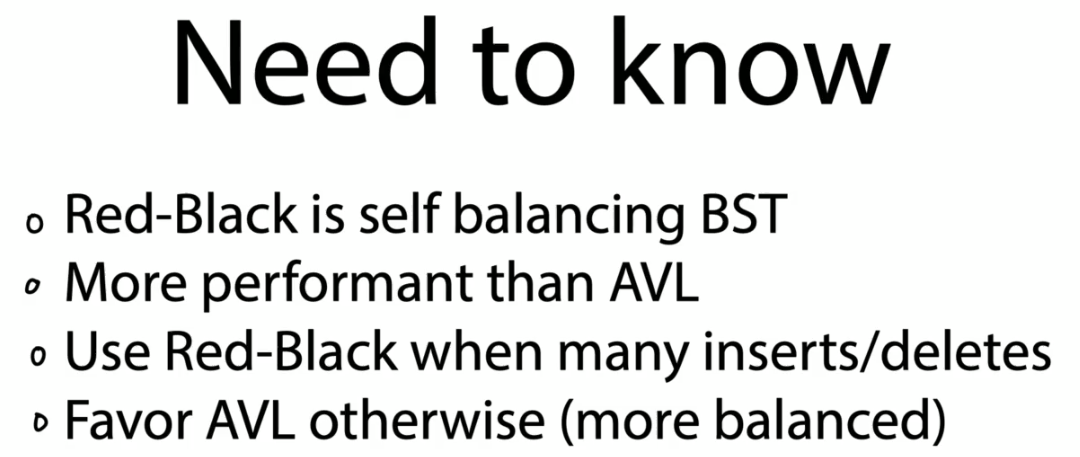 Need to know
Red-Black is self balancing BST
More performant than AVL
Use Red-Black when many inserts/deletes
Favor AVL otherwise (more balanced)